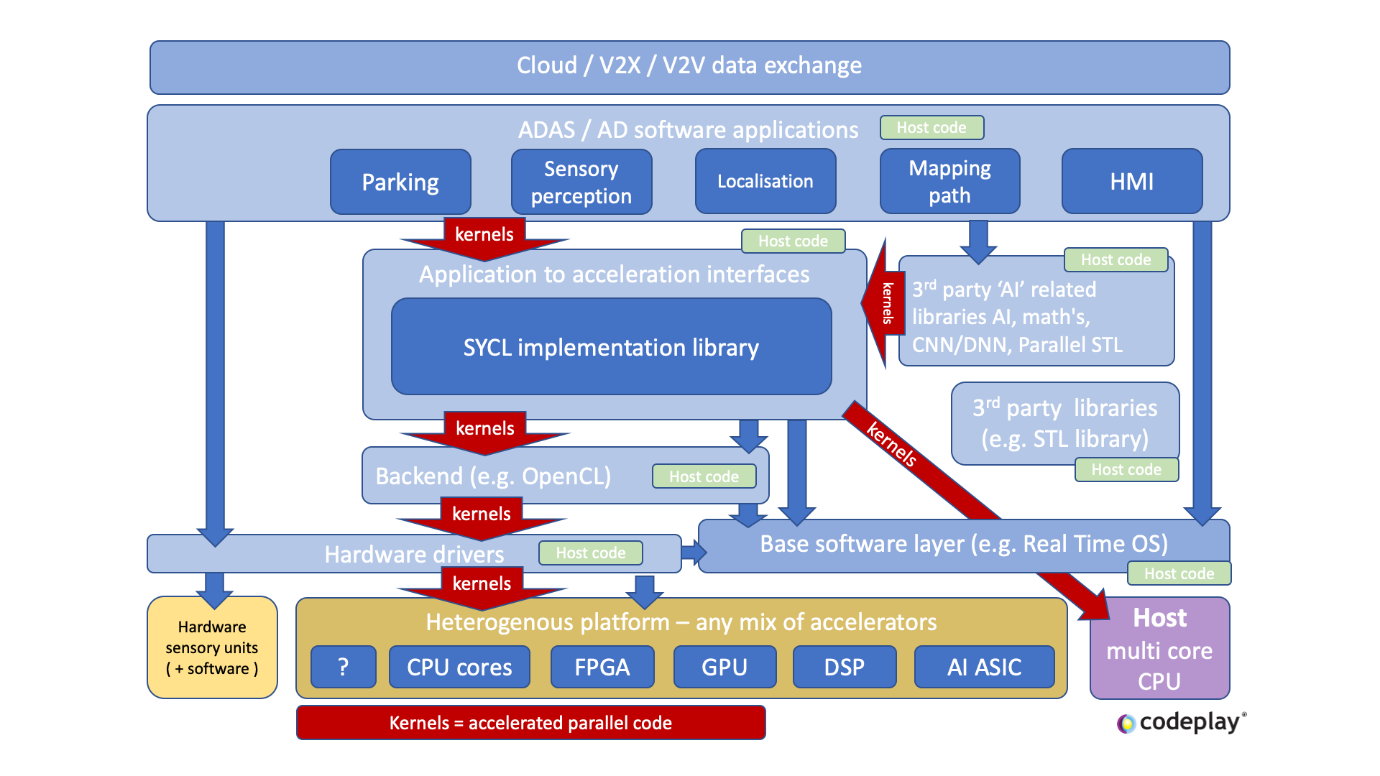 Cloud / V2X / V2V data exchange
ADAS / AD software applications
Host code
Parking
Sensory
perception
Localisation
Mapping
path
HMI
kernels
Host code
Application to acceleration interfaces
SYCL implementation library
kernels
Host code
3rd party ‘AI’ related
libraries AI, math's,
CNN/DNN, Parallel STL
3rd party libraries
(e.g. STL library)
Host code
kernels
kernels
Backend (e.g. OpenCL)
Host code
kernels
Hardware drivers
Host code
Base software layer (e.g. Real Time OS)
Host code
kernels
Hardware
sensory units
( + software )
Heterogenous platform – any mix of accelerators
?
CPU cores
FPGA
GPU
DSP
AI ASIC
Host
multi core
CPU
Kernels = accelerated parallel code
codeplay®